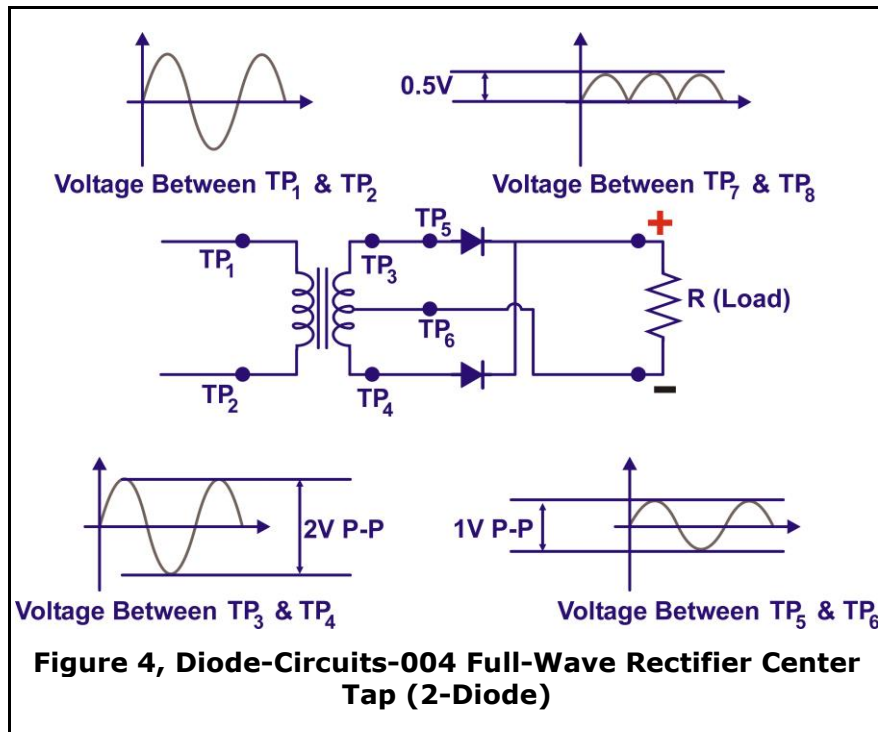 0.5V
Voltage Between TP1 & TP2
Voltage Between TP7 & TP8
TP5
+
TP1
TP3
R (Load)
TP6
TP2
TP4
−
2V P-P
1V P-P
Voltage Between TP3 & TP4
Voltage Between TP5 & TP6
Figure 4, Diode-Circuits-004 Full-Wave Rectifier Center
Tap (2-Diode)